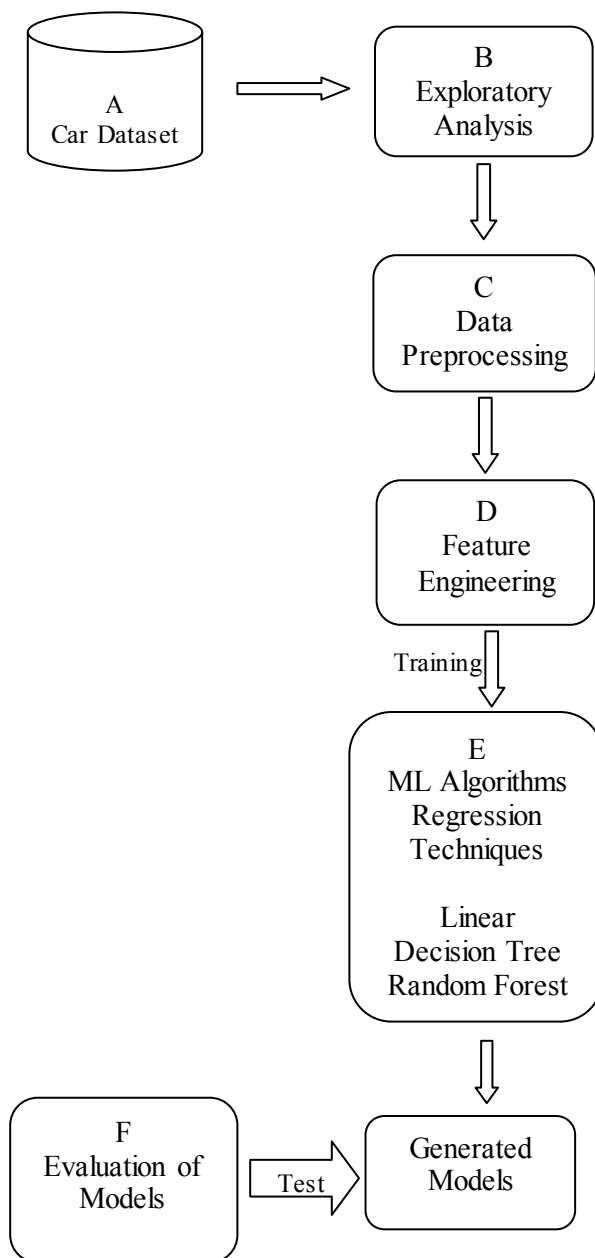 A
Car Dataset
B
Exploratory
Analysis
C
Data
Preprocessing
D
Feature
Engineering
Training
E
ML Algorithms
Regression
Techniques
Linear
Decision Tree
Random Forest
F
Evaluation of
Models
Test
Generated
Models